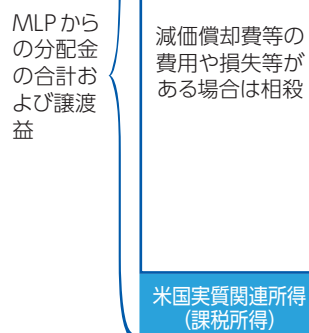 MLPから
の分配金
の合計お
よび譲渡
益
減価償却費等の
費用や損失等が
ある場合は相殺
米国実質関連所得
(課税所得)